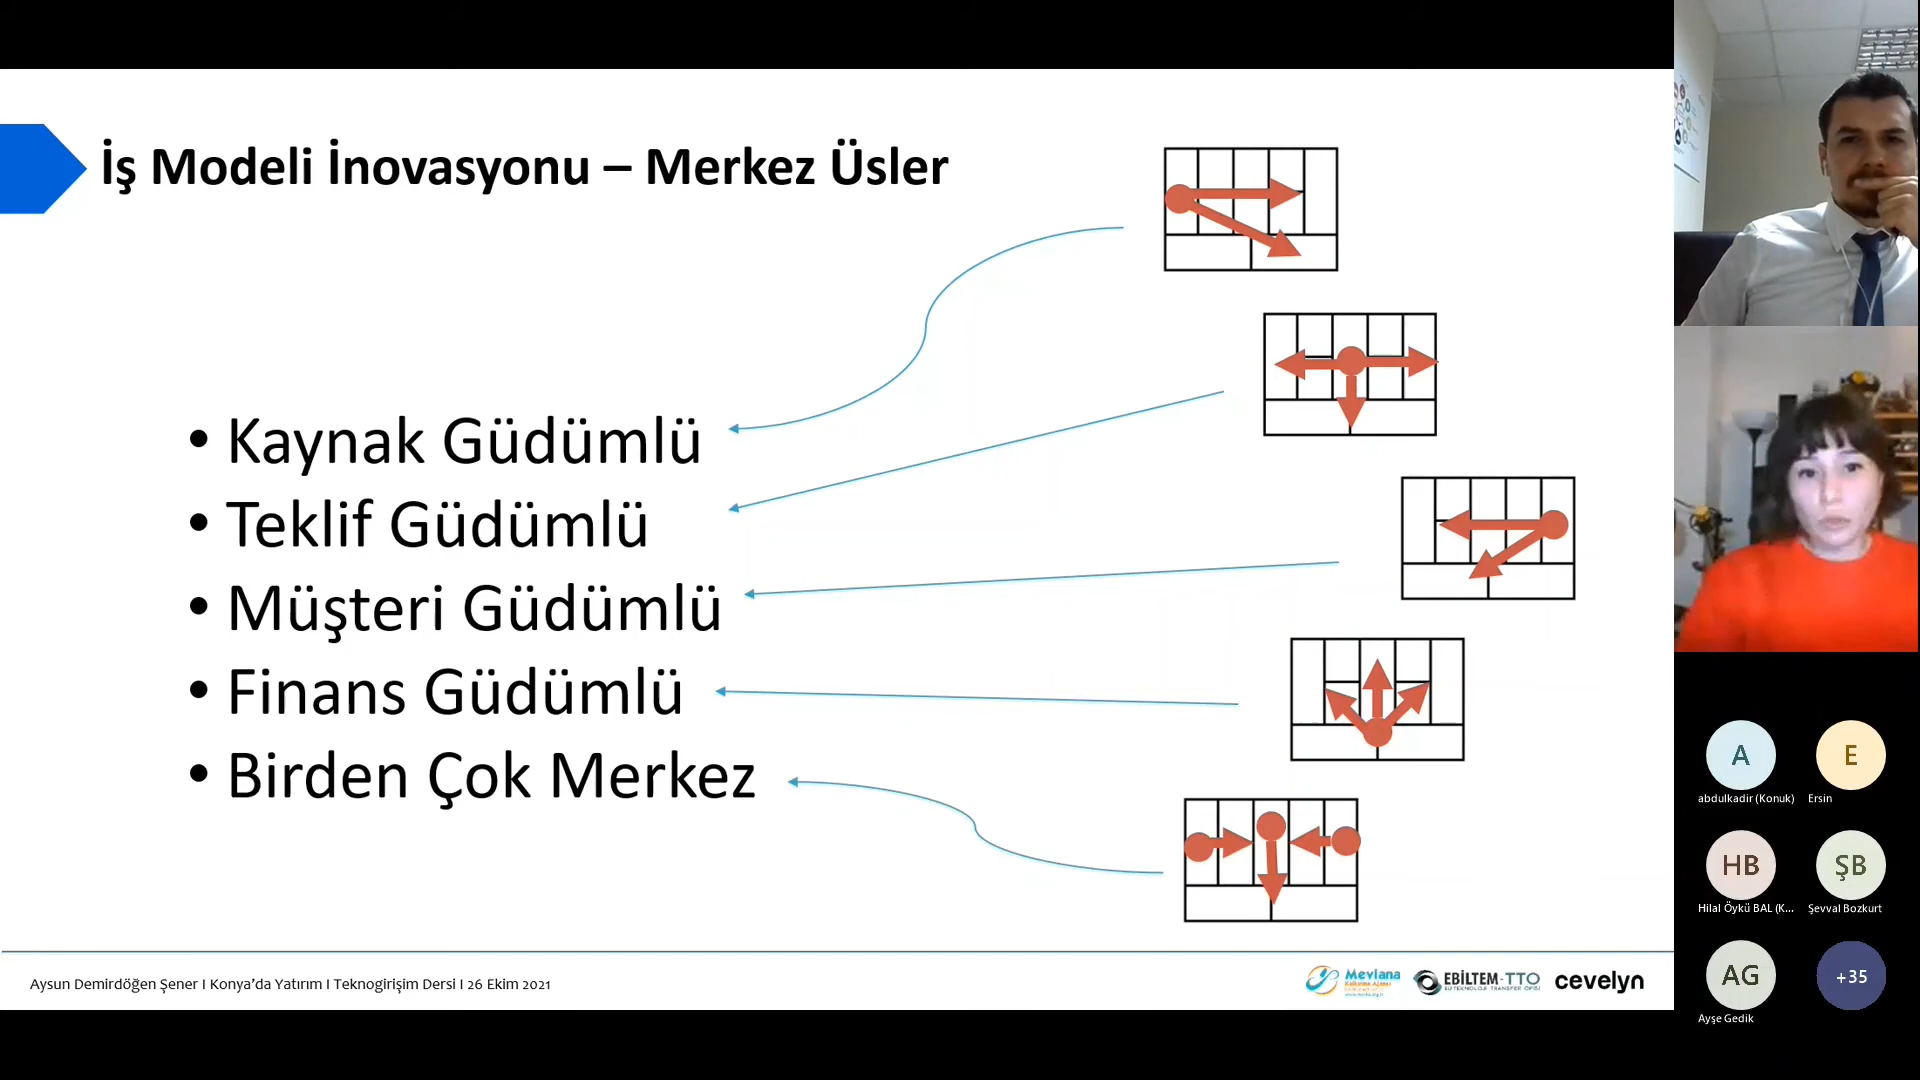 İş Modeli İnovasyonu – Merkez Üsler
• Kaynak Güdümlü
• Teklif Güdümlü
• Müşteri Güdümlü
• Finans Güdümlü
• Birden Çok Merkez
Aysun Demirdöğen Şener I Konya'da Yatırım I Teknogirişim Dersi I 26 Ekim 2021
Mevlana
EBİLTEM-TTO
cevelyn
A
abdulkadir (Konuk)
E
Ersin
HB
Hilal Öykü BAL (K...
ŞB
Şevval Bozkurt
AG
Ayşe Gedik
+35